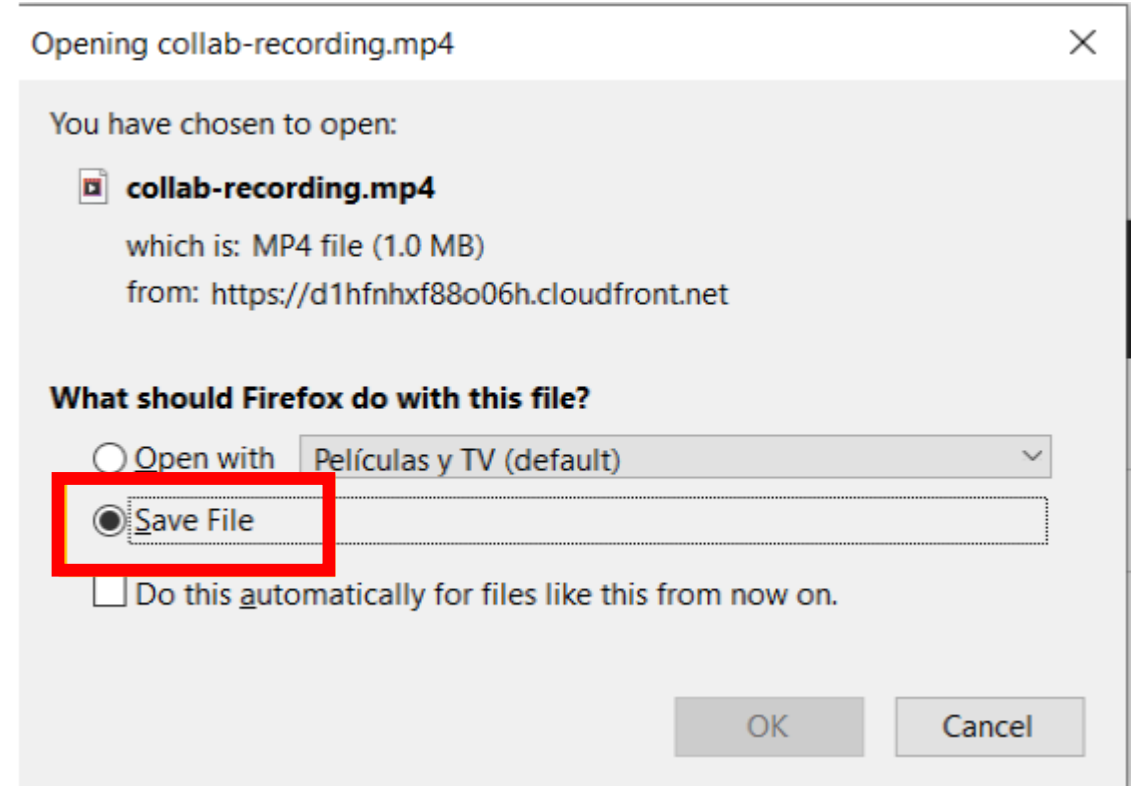 Opening collab-recording.mp4
You have chosen to open:
collab-recording.mp4
which is: MP4 file (1.0 MB)
from: https://d1hfnhxf88o06h.cloudfront.net
What should Firefox do with this file?
Open with Películas y TV (default)
Save File
Do this automatically for files like this from now on.
OK Cancel